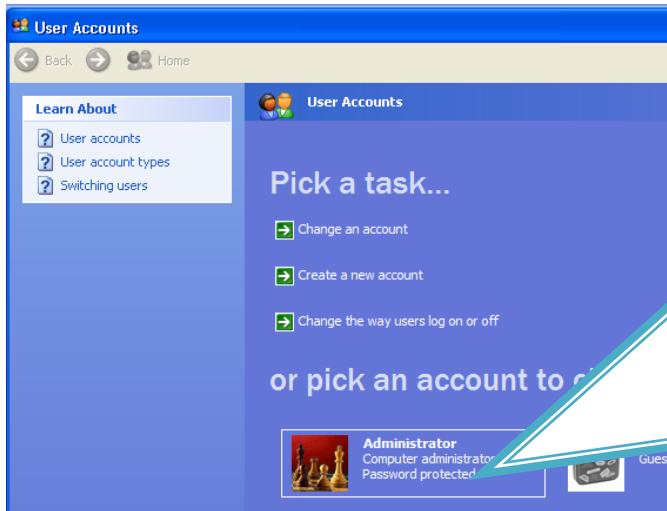 User Accounts
Back Home
Learn About
User accounts
User account types
Switching users
User Accounts
Pick a task...
Change an account
Create a new account
Change the way users log on or off
or pick an account to
Administrator
Computer administrator
Password protected